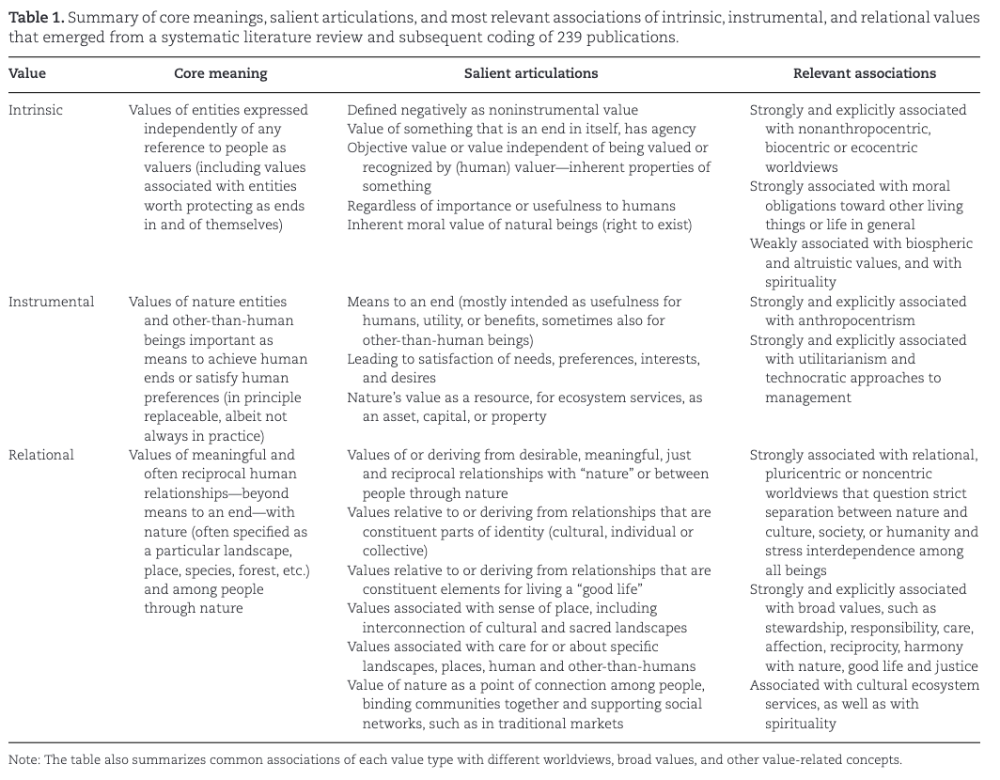 Table 1. Summary of core meanings, salient articulations, and most relevant associations of intrinsic, instrumental, and relational values
that emerged from a systematic literature review and subsequent coding of 239 publications.
Value
Core meaning
Salient articulations
Relevant associations
Intrinsic
Values of entities expressed
independently of any
reference to people as
valuers (including values
associated with entities
worth protecting as ends
in and of themselves)
Defined negatively as noninstrumental value
Value of something that is an end in itself, has agency
Objective value or value independent of being valued or
recognized by (human) valuer—inherent properties of
something
Regardless of importance or usefulness to humans
Inherent moral value of natural beings (right to exist)
Strongly and explicitly associated
with nonanthropocentric,
biocentric or ecocentric
worldviews
Strongly associated with moral
obligations toward other living
things or life in general
Weakly associated with biospheric
and altruistic values, and with
spirituality
Instrumental
Values of nature entities
and other-than-human
beings important as
means to achieve human
ends or satisfy human
preferences (in principle
replaceable, albeit not
always in practice)
Means to an end (mostly intended as usefulness for
humans, utility, or benefits, sometimes also for
other-than-human beings)
Leading to satisfaction of needs, preferences, interests,
and desires
Nature’s value as a resource, for ecosystem services, as
an asset, capital, or property
Strongly and explicitly associated
with anthropocentrism
Strongly and explicitly associated
with utilitarianism and
technocratic approaches to
management
Relational
Values of meaningful and
often reciprocal human
relationships—beyond
means to an end—with
nature (often specified as
a particular landscape,
place, species, forest, etc.)
and among people
through nature
Values of or deriving from desirable, meaningful, just
and reciprocal relationships with “nature” or between
people through nature
Values relative to or deriving from relationships that are
constituent parts of identity (cultural, individual or
collective)
Values relative to or deriving from relationships that are
constituent elements for living a “good life”
Values associated with sense of place, including
interconnection of cultural and sacred landscapes
Values associated with care for or about specific
landscapes, places, human and other-than-humans
Value of nature as a point of connection among people,
binding communities together and supporting social
networks, such as in traditional markets
Strongly associated with relational,
pluricentric or noncentric
worldviews that question strict
separation between nature and
culture, society, or humanity and
stress interdependence among
all beings
Strongly and explicitly associated
with broad values, such as
stewardship, responsibility, care,
affection, reciprocity, harmony
with nature, good life and justice
Associated with cultural ecosystem
services, as well as with
spirituality
Note: The table also summarizes common associations of each value type with different worldviews, broad values, and other value-related concepts.